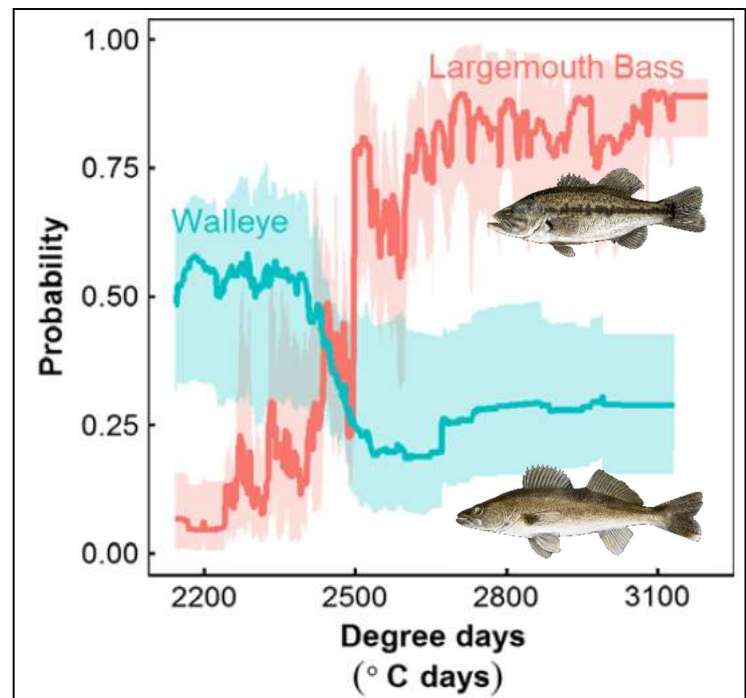 1.00
Largemouth Bass
0.75
Walleye
0.50
0.25
0.00
Probability
2200 2500 2800 3100
Degree days
(° C days)